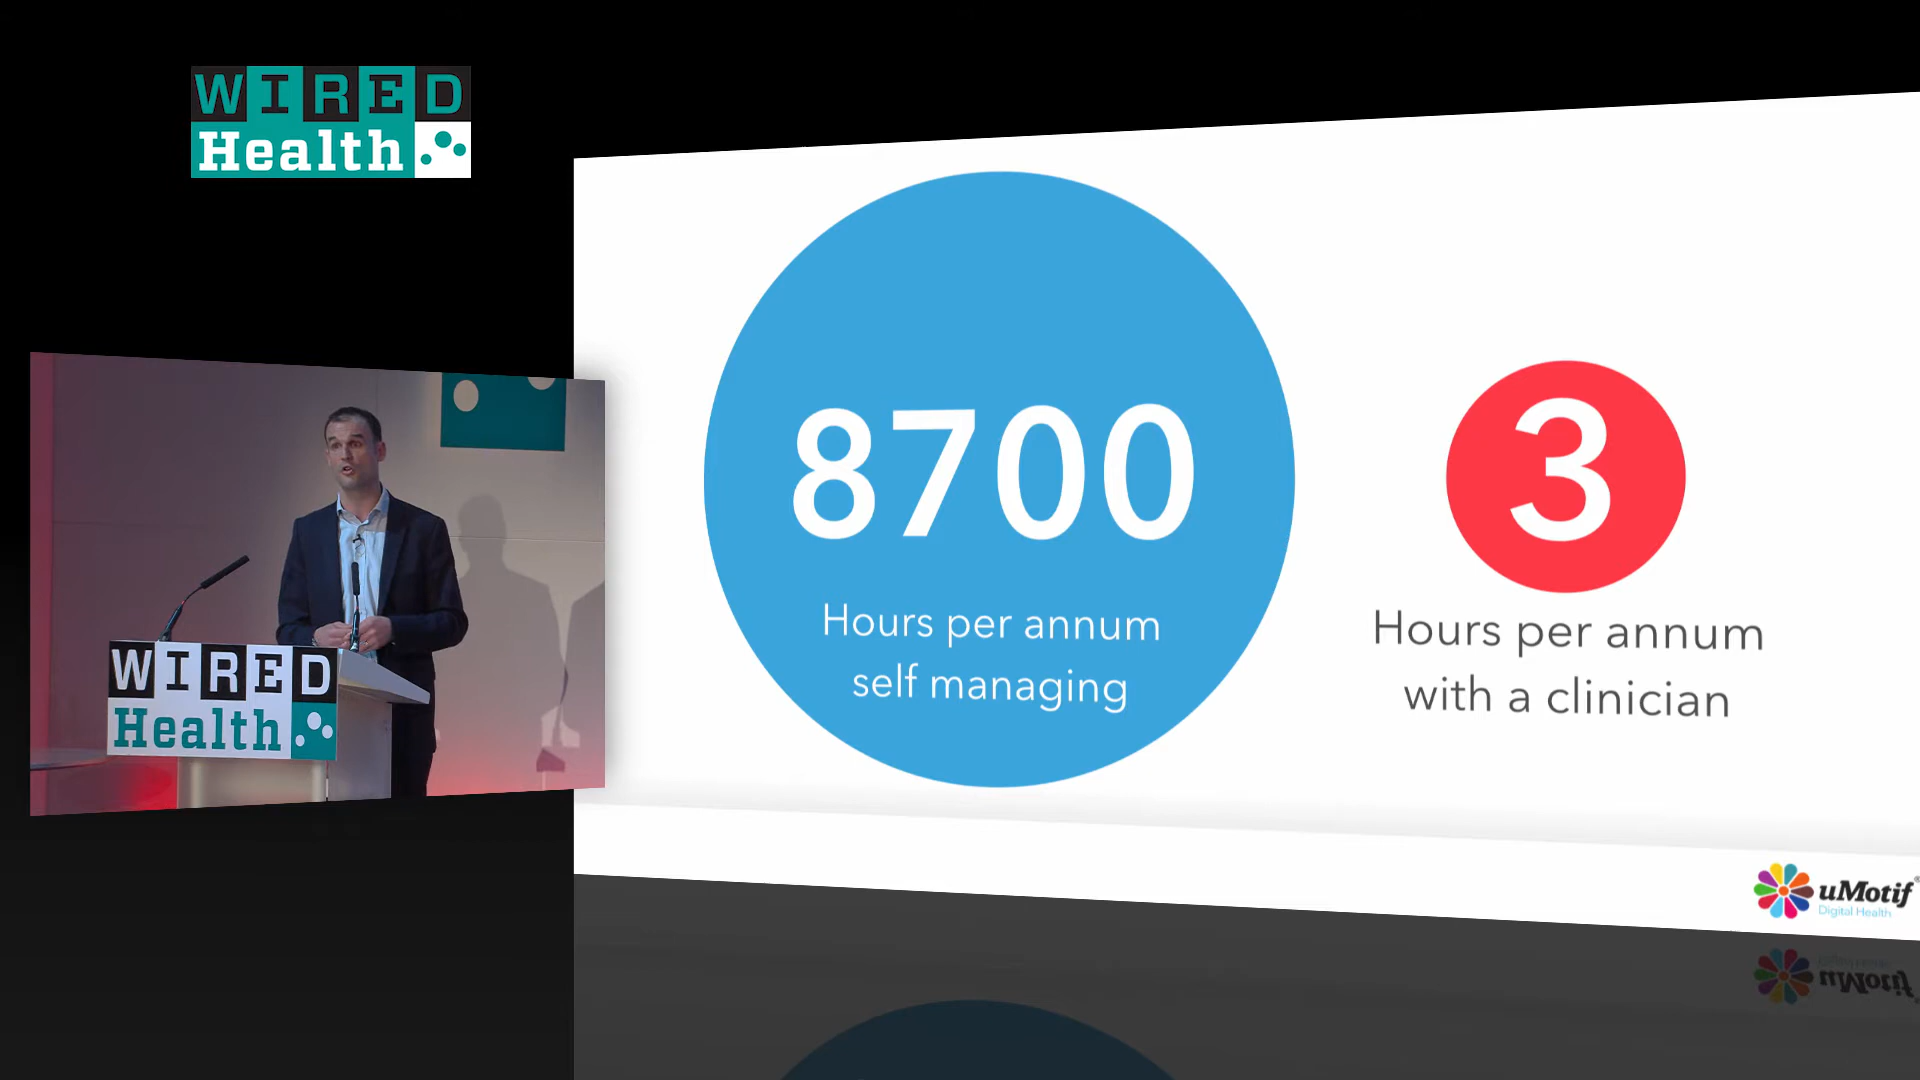 WIRED
Health
WIRED
Health
8700
Hours per annum
self managing
3
Hours per annum
with a clinician
uMotif®
Digital Health